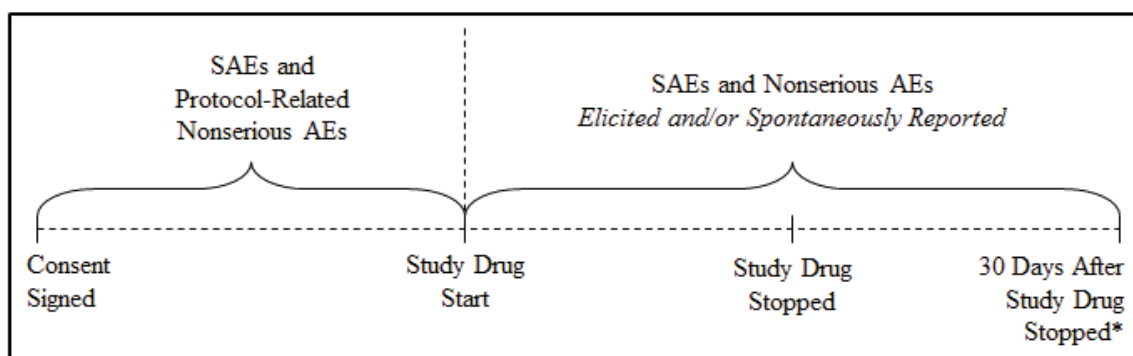 SAEs and
Protocol-Related
Nonserious AEs
SAEs and Nonserious AEs
Elicited and/or Spontaneously Reported
Consent
Signed
Study Drug
Start
Study Drug
Stopped
30 Days After
Study Drug
Stopped*